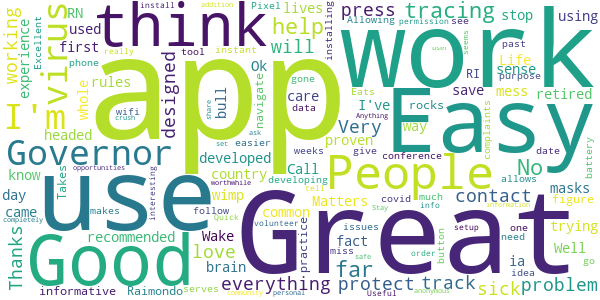 install
addition
Pixel
lives
press
tracing
permission
see
Allowing
working
experience
RN
used
think
help
will
installing
stop
using
seems
past
work
Excellent
phone
really
tool
instant
gone
virus
first
designed
app
Ok
navigate
care
data
I've
rocks
RI
sense
Life
purpose
save
mess
retired
I'm
rules
whole
wifi
crush
share
bull
Very
way
proven
Easy
complaints
usan
Anything
headed
set
ask
easier
weeks
give
conference
date
battery
Governor
developed
Call
developing
People
No
allows
know
Takes
country
opportunities
worthwhile
Eats
tell
covid
much
info
masks
figure
day
came
makes
interesting
use
follow
wimp
Matters
contact
common
issues
button
one
need
trying
completely
Quick
volunteer
practice
miss
Stay
safe
order
setup
idea
Well
go
Thanks
recommended
Wake
love
fact
far
ia
Good
brain
Great
everything
protect
track
sick
problem
informative
Raimondo
serves
community
personal
Useful
anonymous
information